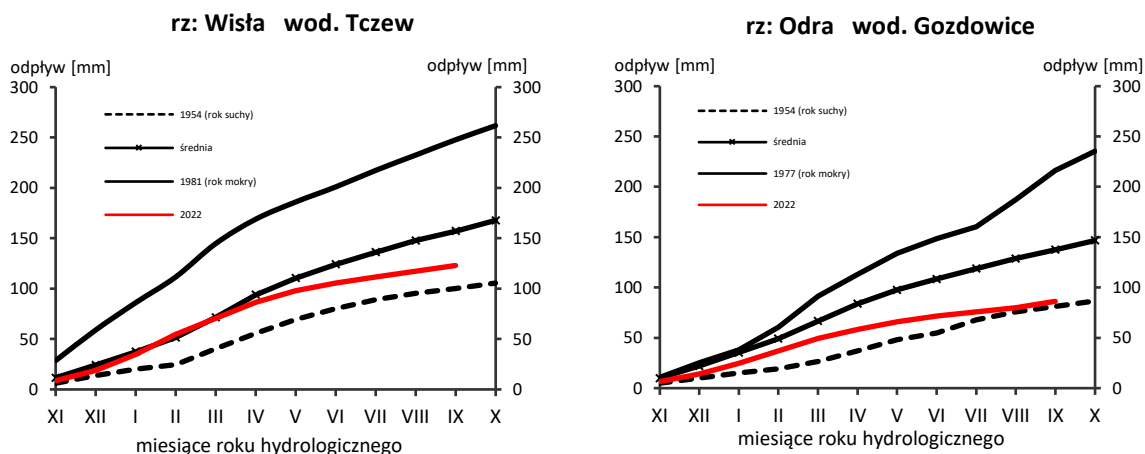 rz: Wisła wod. Tczew
odpływ [mm]
odpływ [mm]
300
250
200
150
100
50
0
1954 (rok suchy)
średnia
1981 (rok mokry)
2022
300
250
200
150
100
50
0
XI XII I II III IV V VI VII VIII IX X
miesiące roku hydrologicznego
rz: Odra wod. Gozdowice
odpływ [mm]
odpływ [mm]
300
250
200
150
100
50
0
1954 (rok suchy)
średnia
1977 (rok mokry)
2022
300
250
200
150
100
50
0
XI XII I II III IV V VI VII VIII IX X
miesiące roku hydrologicznego